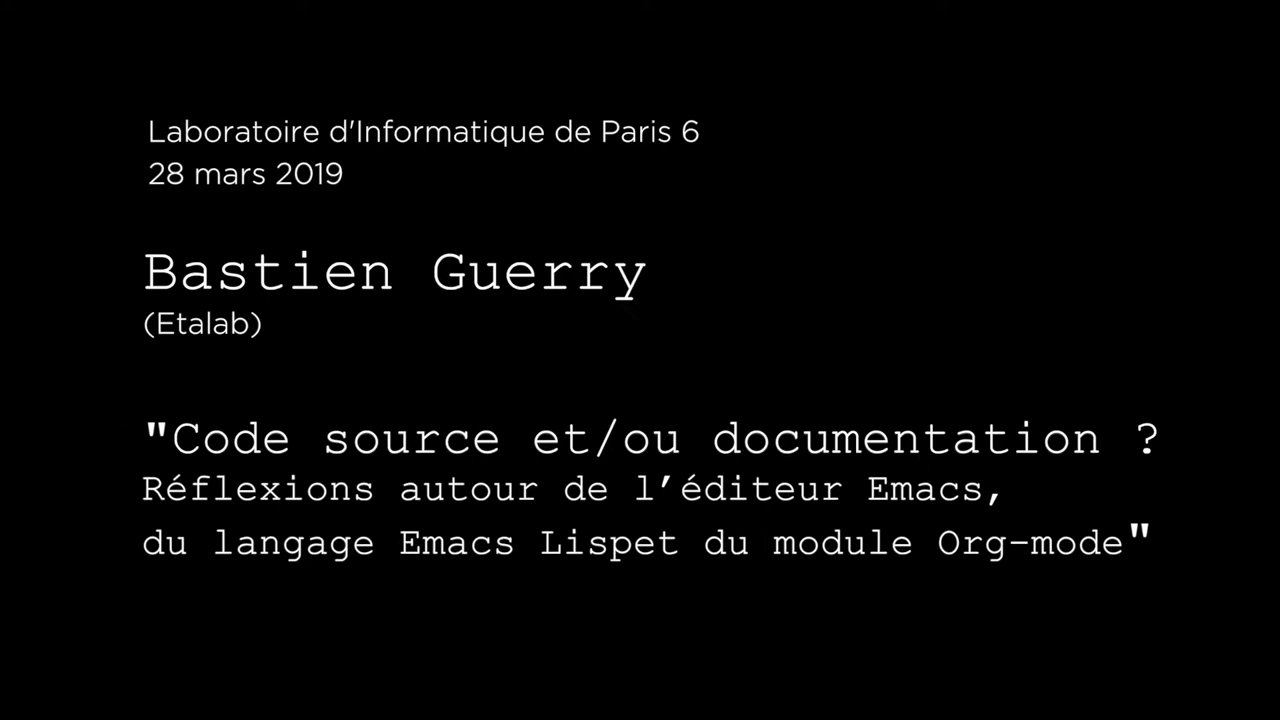 Laboratoire d'Informatique de Paris 6
28 mars 2019
Bastien Guerry
(Etalab)
"Code source et/ou documentation ?
Réflexions autour de l’éditeur Emacs,
du langage Emacs Lispet du module Org-mode"